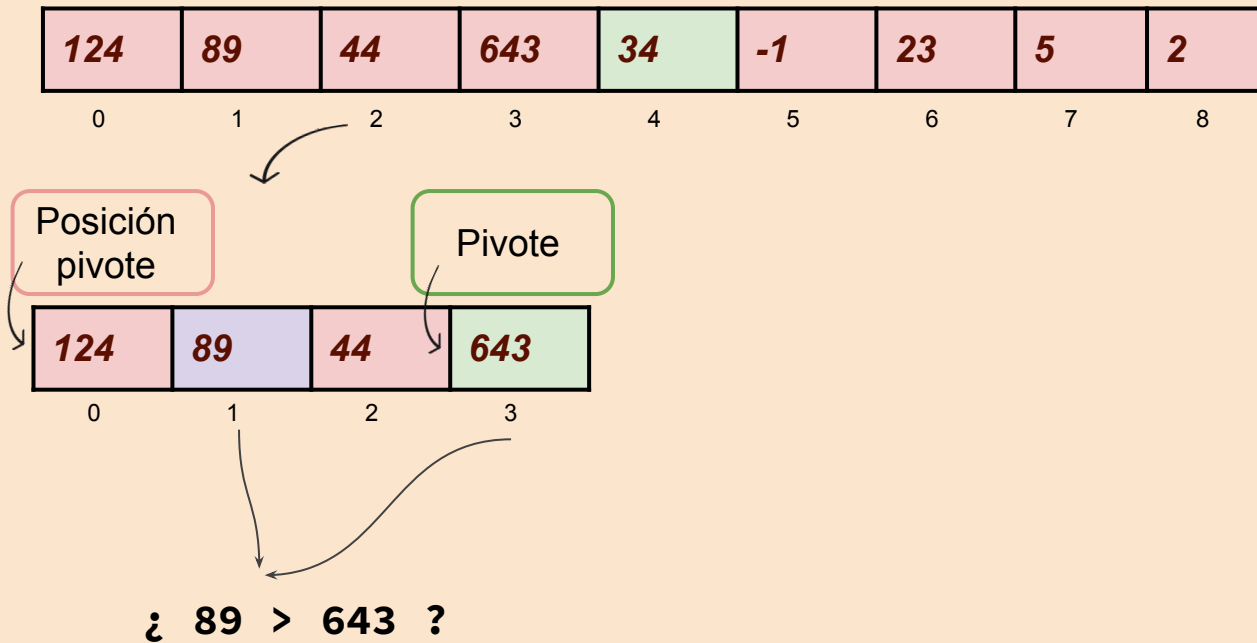 124 89 44 643 34 -1 23 5 2
0 1 2 3 4 5 6 7 8
Posición
pivote
Pivote
124 89 44 643
0 1 2 3
¿ 89 > 643 ?